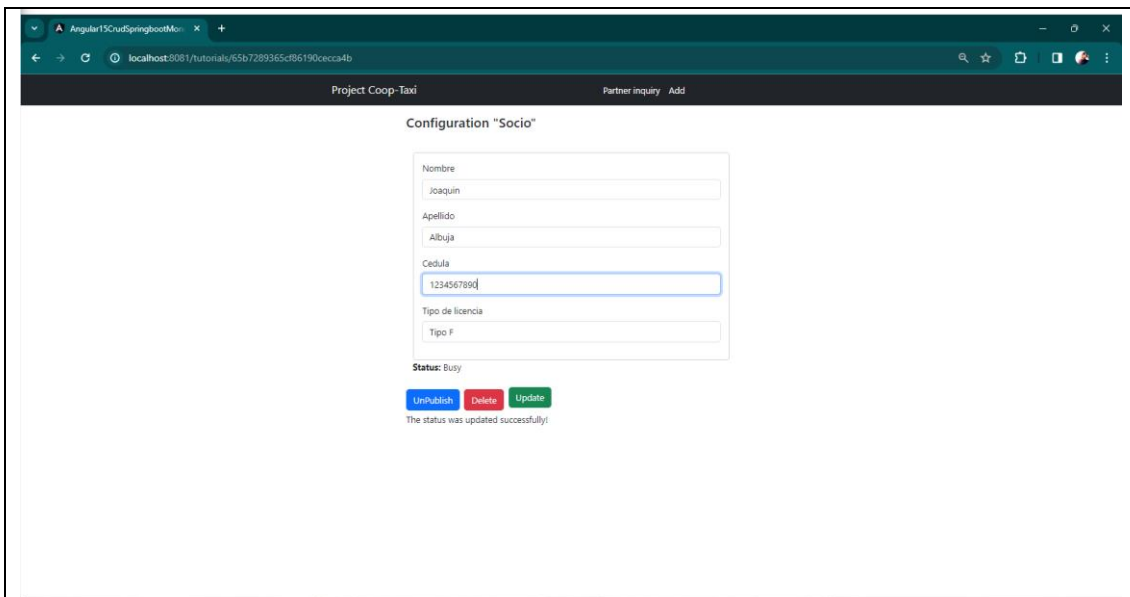 Angular15CrudSpringbootMon
localhost:8081/tutorials/65b7289365cf86190cecca4b
Project Coop-Taxi Partner inquiry Add
Configuration "Socio"
Nombre
Joaquin
Apellido
Albuja
Cedula
1234567890
Tipo de licencia
Tipo F
Status: Busy
UnPublish Delete Update
The status was updated successfully!